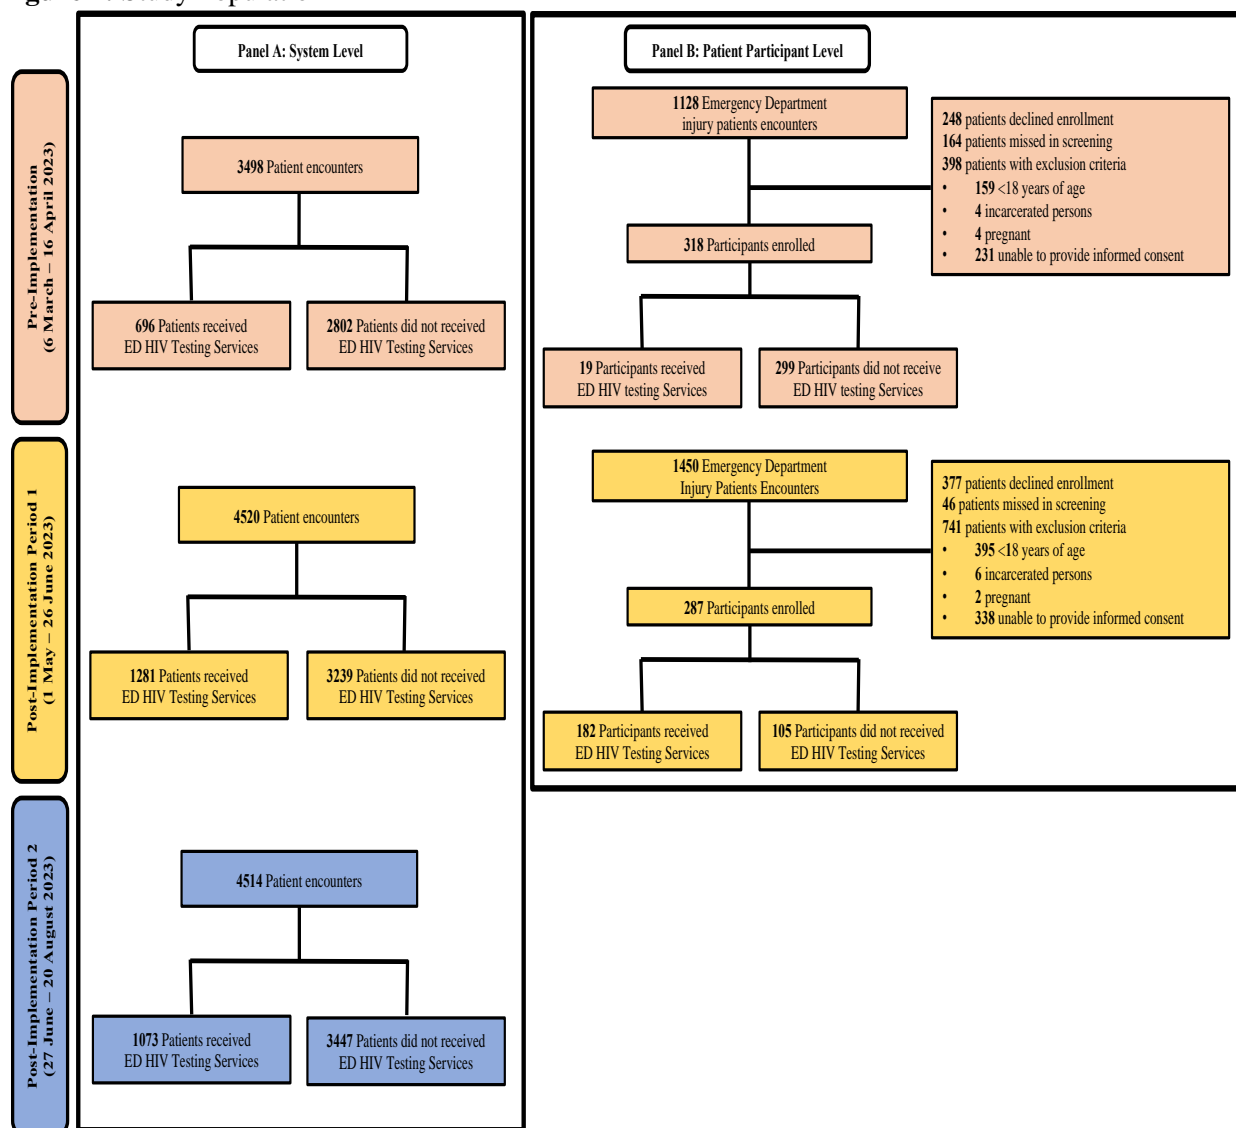 Figure 1. Study Population
Panel A: System Level
Panel B: Patient Participant Level
Pre-Implementation
(6 March – 16 April 2023)
3498 Patient encounters
696 Patients received
ED HIV Testing Services
2802 Patients did not received
ED HIV Testing Services
1128 Emergency Department
injury patients encounters
248 patients declined enrollment
164 patients missed in screening
398 patients with exclusion criteria
• 159 <18 years of age
• 4 incarcerated persons
• 4 pregnant
• 231 unable to provide informed consent
318 Participants enrolled
19 Participants received
ED HIV testing Services
299 Participants did not receive
ED HIV testing Services
Post-Implementation Period 1
(1 May – 26 June 2023)
4520 Patient encounters
1281 Patients received
ED HIV Testing Services
3239 Patients did not received
ED HIV Testing Services
1450 Emergency Department
Injury Patients Encounters
377 patients declined enrollment
46 patients missed in screening
741 patients with exclusion criteria
• 395 <18 years of age
• 6 incarcerated persons
• 2 pregnant
• 338 unable to provide informed consent
287 Participants enrolled
182 Participants received
ED HIV Testing Services
105 Participants did not received
ED HIV Testing Services
Post-Implementation Period 2
(27 June – 20 August 2023)
4514 Patient encounters
1073 Patients received
ED HIV Testing Services
3447 Patients did not received
ED HIV Testing Services